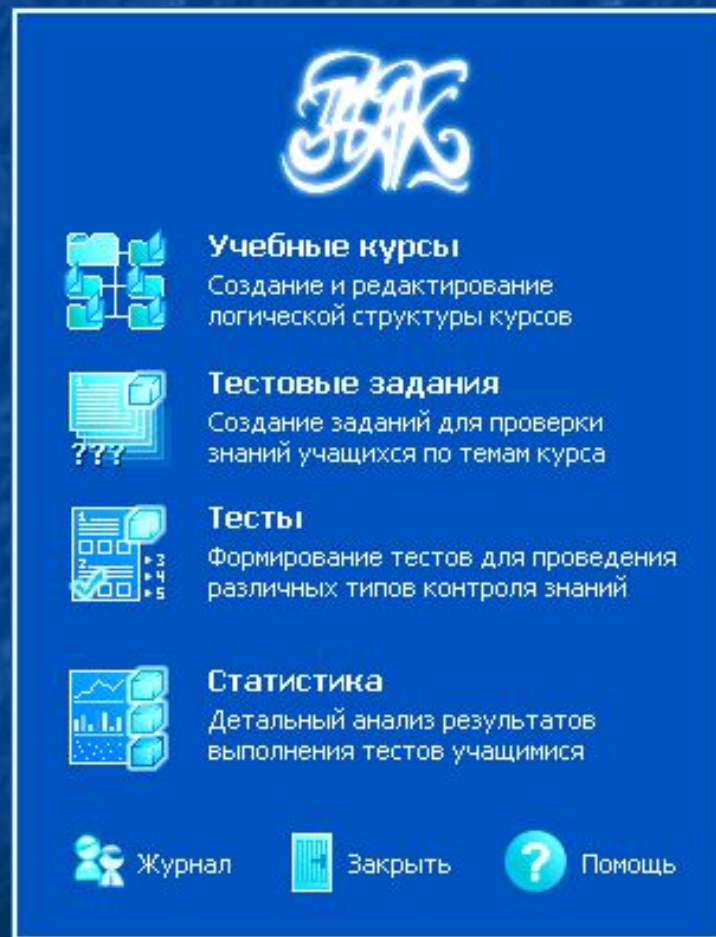 Учебные курсы
Создание и редактирование
логической структуры курсов
Тестовые задания
Создание заданий для проверки
знаний учащихся по темам курса
Тесты
Формирование тестов для проведения
различных типов контроля знаний
Статистика
Детальный анализ результатов
выполнения тестов учащимися
Журнал Закрыть Помощь